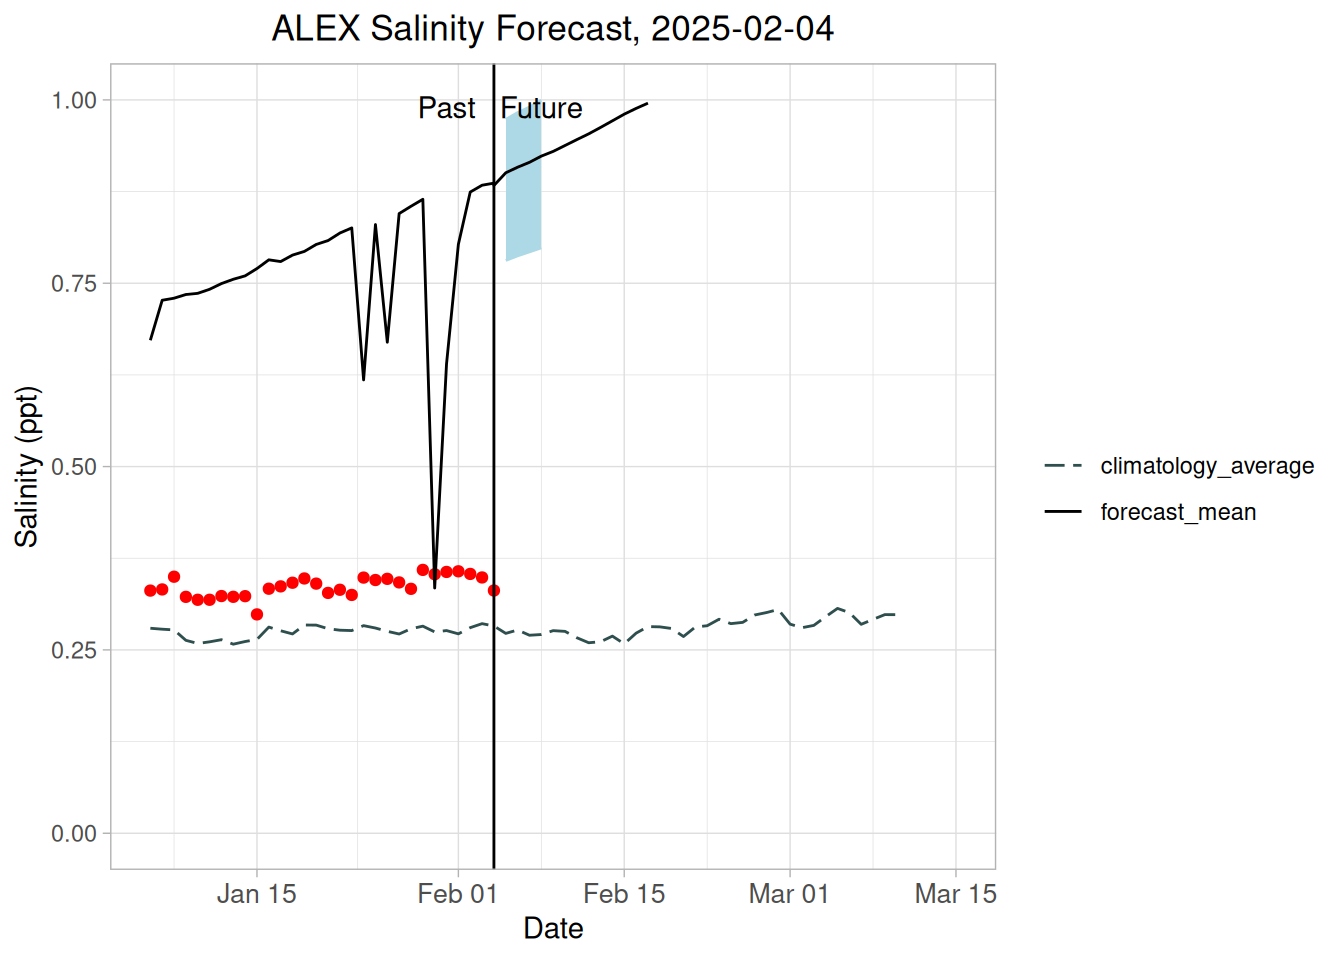 ALEX Salinity Forecast, 2025-02-04
Past
Future
1.00
0.75
0.50
0.25
0.00
Salinity (ppt)
Jan 15
Feb 01
Feb 15
Mar 01
Mar 15
Date
climatology_average
forecast_mean